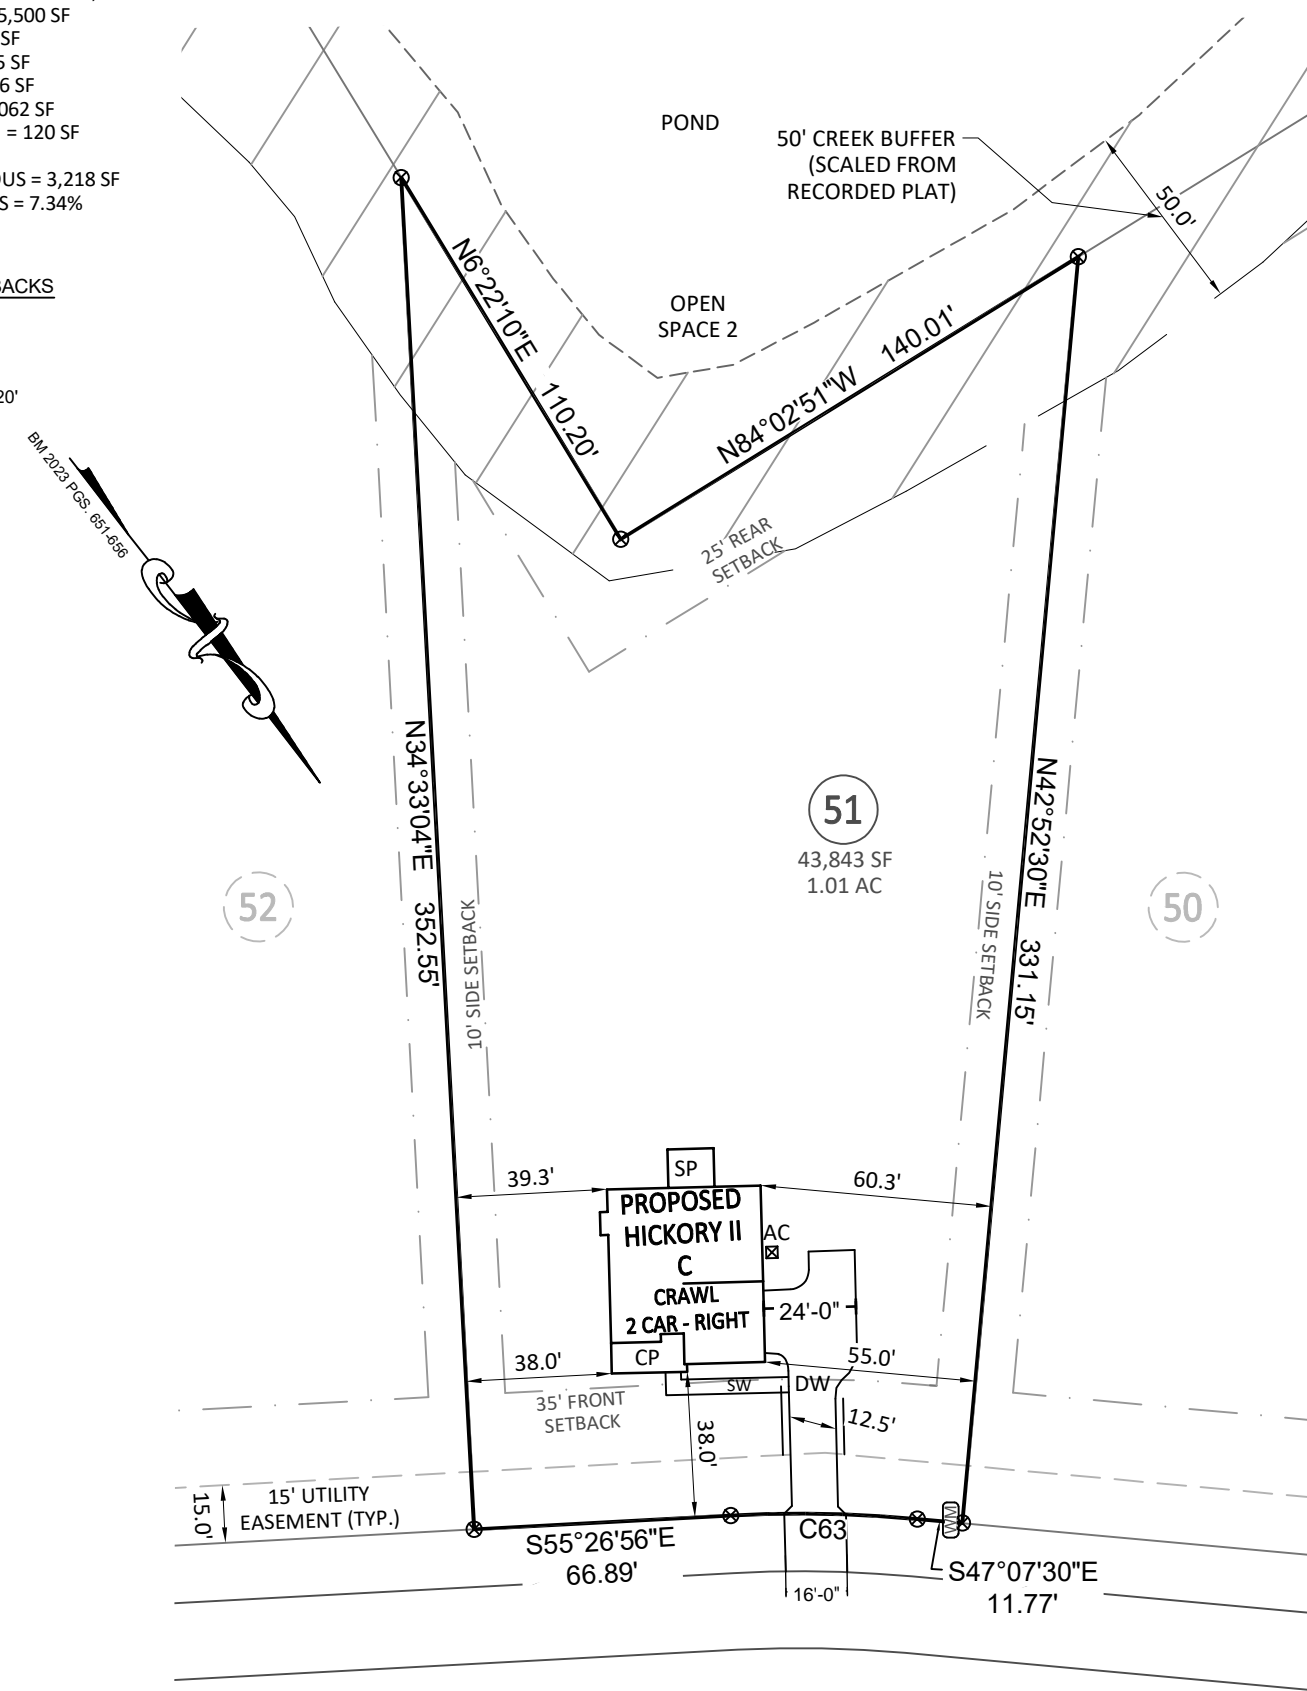 5,500 SF
SF
5 SF
6 SF
062 SF
= 120 SF
OUS = 3,218 SF
S = 7.34%
BACKS
20'
POND
50' CREEK BUFFER
(SCALED FROM
RECORDED PLAT)
50.0'
N6°22'10"E 110.20'
OPEN
SPACE 2
N84°02'51"W 140.01'
BM 2023 PGS. 651-656
25' REAR
SETBACK
N34°33'04"E 352.55'
10' SIDE SETBACK
51
43,843 SF
1.01 AC
N42°52'30"E 331.15'
10' SIDE SETBACK
52
50
39.3'
SP
60.3'
PROPOSED
HICKORY II
C
CRAWL
2 CAR - RIGHT
AC
24'-0"
CP
38.0'
55.0'
SW
DW
35' FRONT
SETBACK
38.0'
12.5'
15.0'
15' UTILITY
EASEMENT (TYP.)
S55°26'56"E
66.89'
C63
WM
S47°07'30"E
11.77'
16'-0"